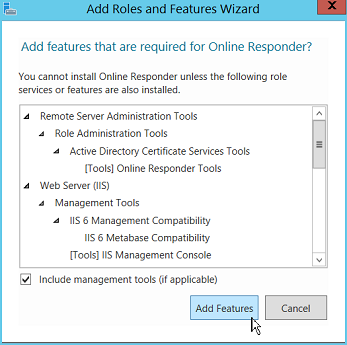 Add Roles and Features Wizard
Add features that are required for Online Responder?
You cannot install Online Responder unless the following role
services or features are also installed.
Remote Server Administration Tools
Role Administration Tools
Active Directory Certificate Services Tools
[Tools] Online Responder Tools
Web Server (IIS)
Management Tools
IIS 6 Management Compatibility
IIS 6 Metabase Compatibility
[Tools] IIS Management Console
Include management tools (if applicable)
Add Features Cancel